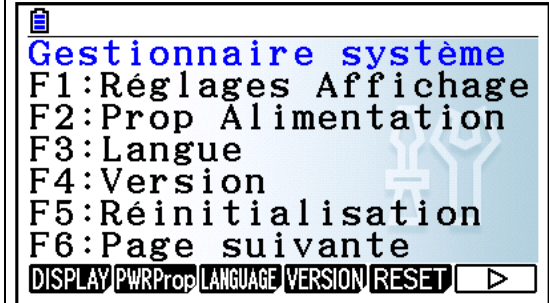 Gestionnaire système
F1:Réglages Affichage
F2:Prop Alimentation
F3:Langue
F4:Version
F5:Réinitialisation
F6:Page suivante
DISPLAY PWRProp LANGUAGE VERSION RESET ▷